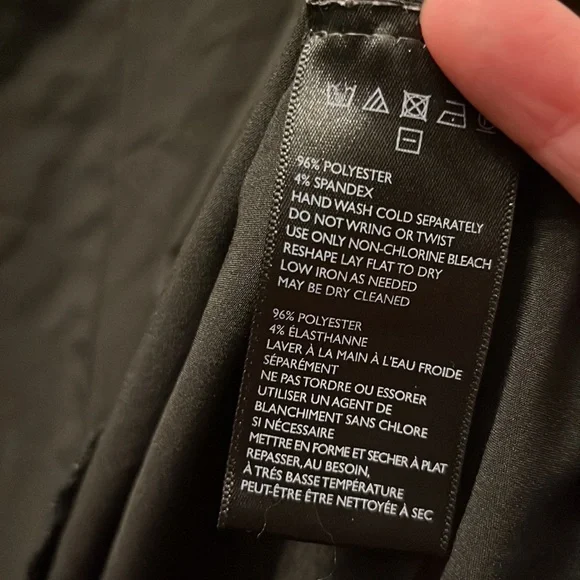 96% POLYESTER
4% SPANDEX
HAND WASH COLD SEPARATELY
DO NOT WRING OR TWIST
USE ONLY NON-CHLORINE BLEACH
RESHAPE LAY FLAT TO DRY
LOW IRON AS NEEDED
MAY BE DRY CLEANED
96% POLYESTER
4% ÉLASTHANNE
LAVER À LA MAIN À L'EAU FROIDE
SÉPARÉMENT
NE PAS TORDRE OU ESSORER
UTILISER UN AGENT DE
BLANCHIMENT SANS CHLORE
SI NÉCESSAIRE
METTRE EN FORME ET SECHER À PLAT
REPASSER, AU BESOIN,
À TRÉS BASSE TEMPÉRATURE
PEUT-ÊTRE ÊTRE NETTOYÉE À SEC